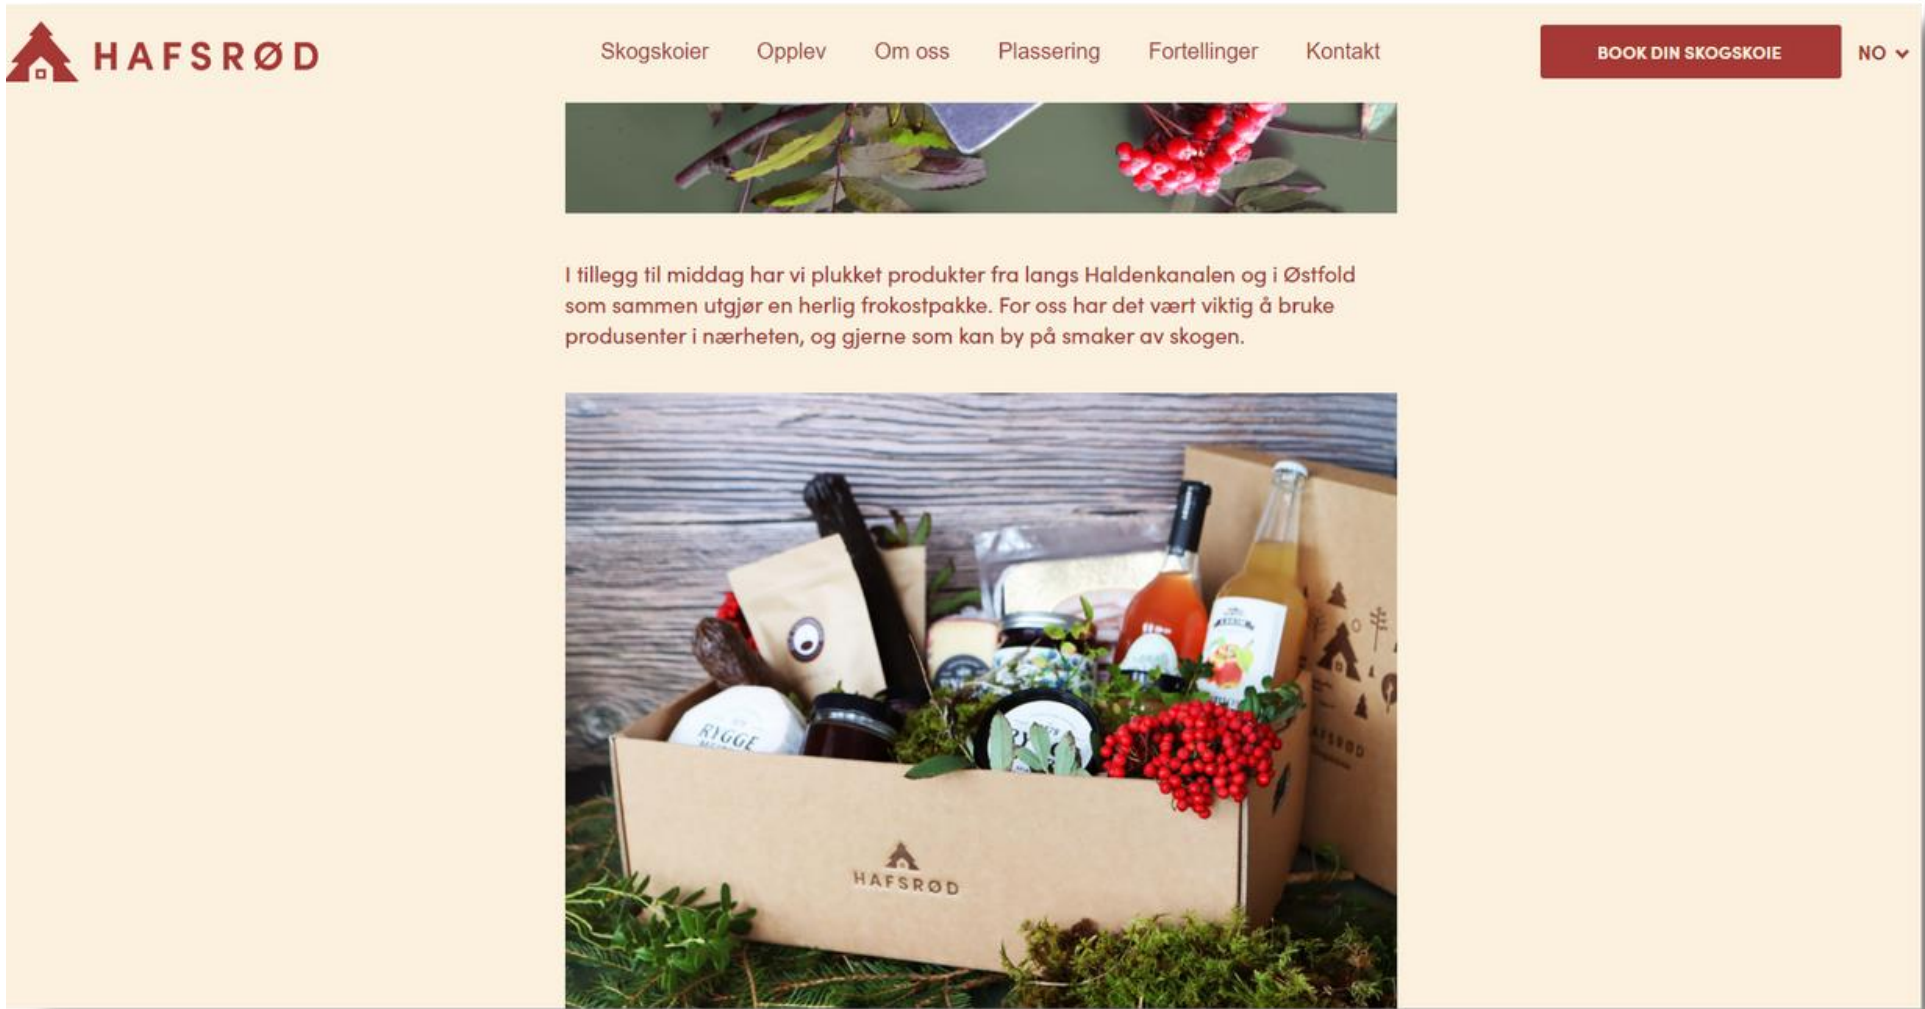 HAFSRØD
Skogskoier Opplev Om oss Plassering Fortellinger Kontakt
BOOK DIN SKOGSKOIE
NO
I tillegg til middag har vi plukket produkter fra langs Haldenkanalen og i Østfold
som sammen utgjør en herlig frokostpakke. For oss har det vært viktig å bruke
produsenter i nærheten, og gjerne som kan by på smaker av skogen.
RYGGE
HAFSRØD
HAFSRØD